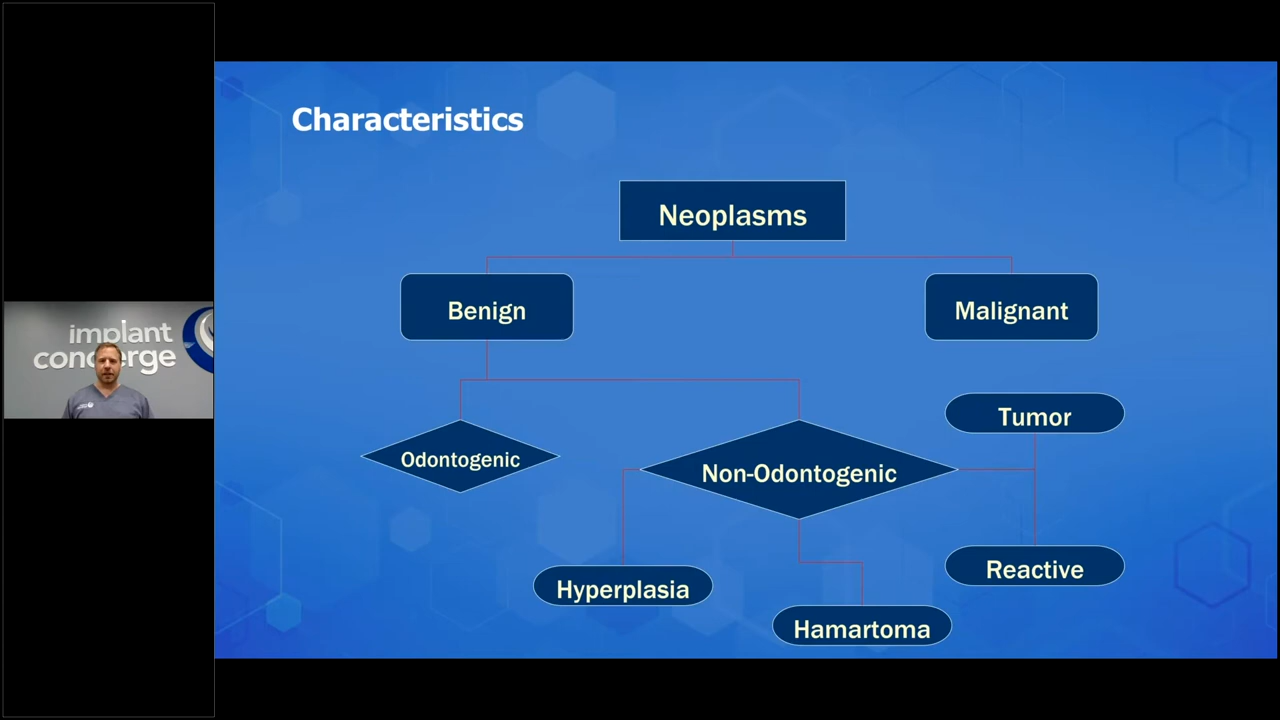 Characteristics
Neoplasms
Benign
Malignant
Tumor
Odontogenic
Non-Odontogenic
Reactive
Hyperplasia
Hamartoma
implant
concierge